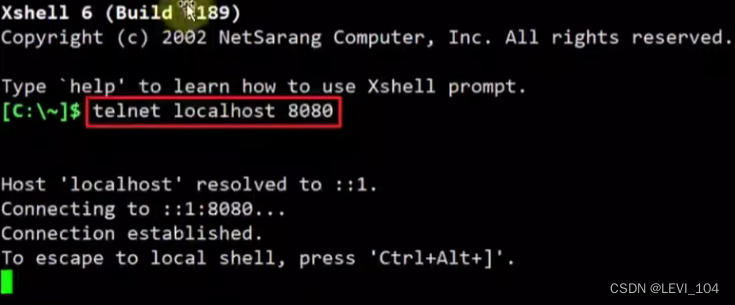 Xshell 6 (Build 189)
Copyright (c) 2002 NetSarang Computer, Inc. All rights reserved.
Type `help' to learn how to use Xshell prompt.
[C:\~]$ telnet localhost 8080
Host 'localhost' resolved to ::1.
Connecting to ::1:8080...
Connection established.
To escape to local shell, press 'Ctrl+Alt+]'.
CSDN @LEVI_104